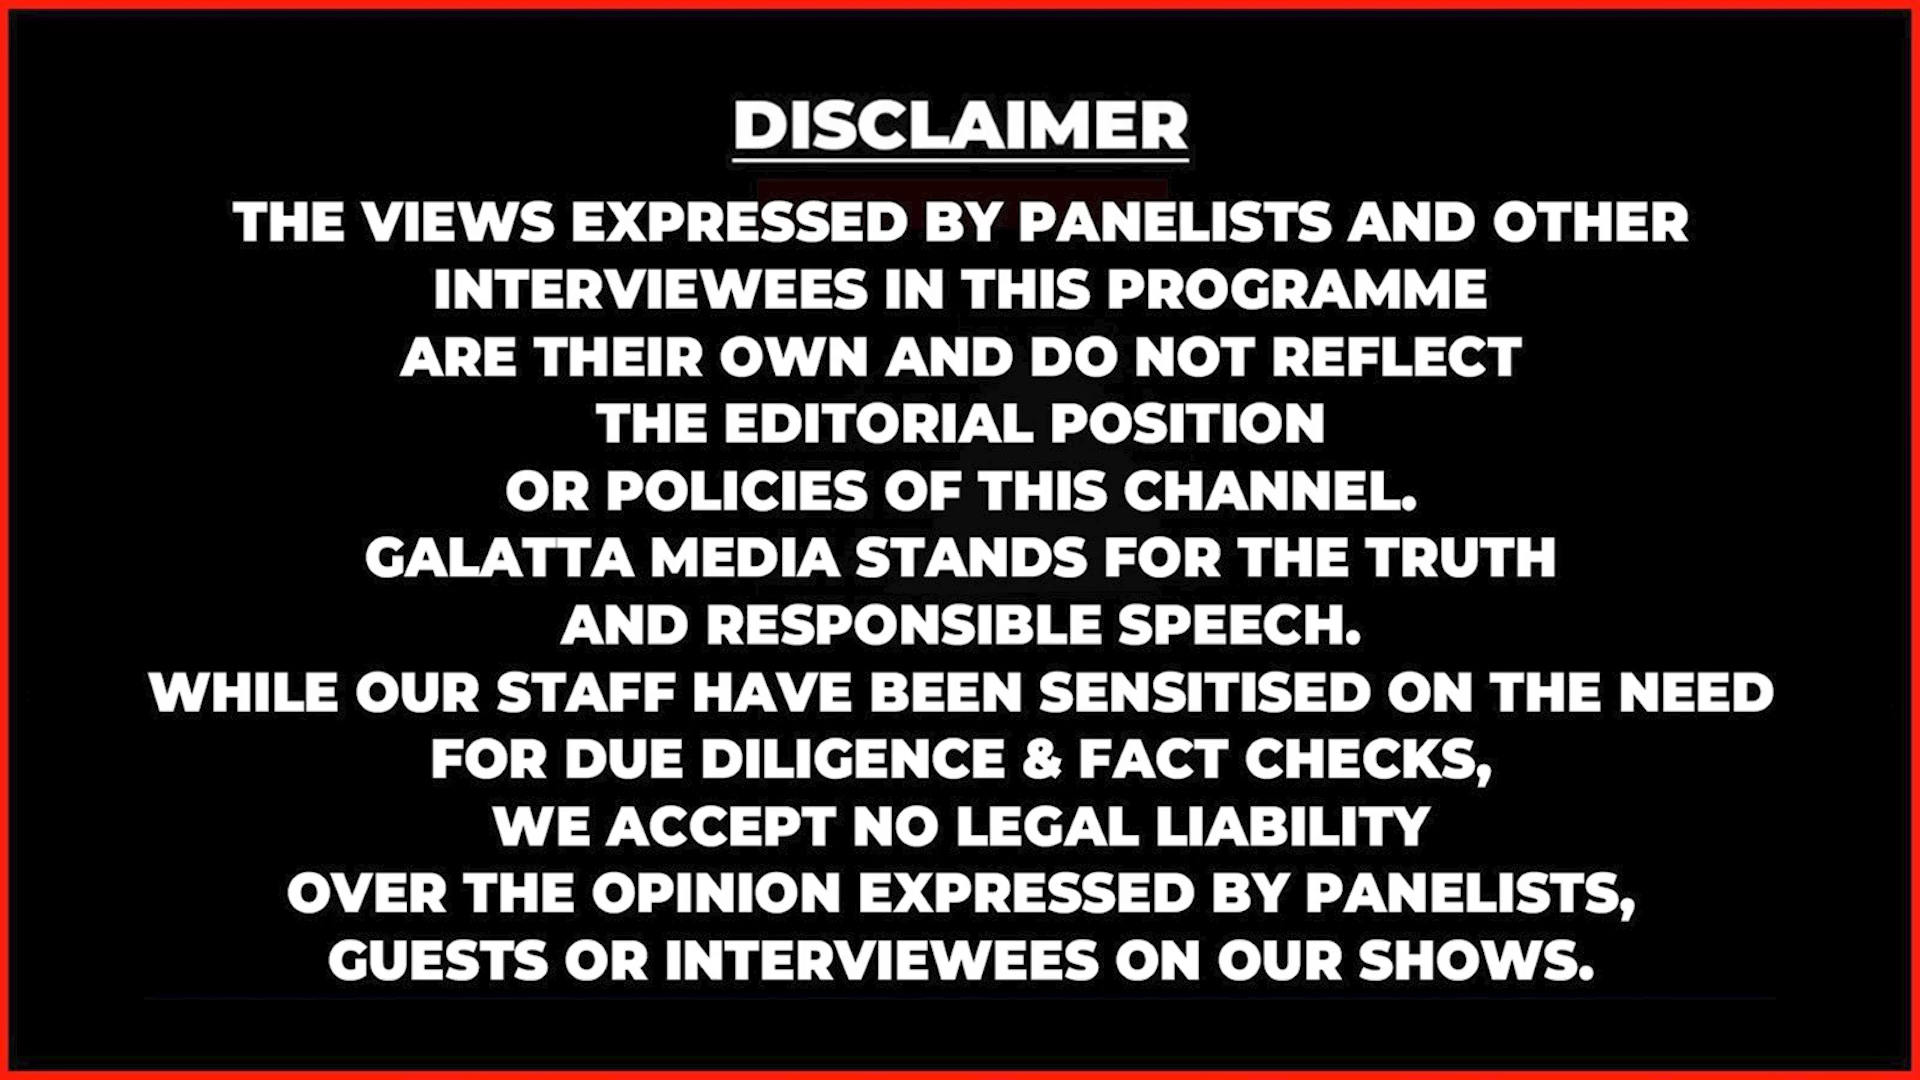 DISCLAIMER
THE VIEWS EXPRESSED BY PANELISTS AND OTHER
INTERVIEWEES IN THIS PROGRAMME
ARE THEIR OWN AND DO NOT REFLECT
THE EDITORIAL POSITION
OR POLICIES OF THIS CHANNEL.
GALATTA MEDIA STANDS FOR THE TRUTH
AND RESPONSIBLE SPEECH.
WHILE OUR STAFF HAVE BEEN SENSITISED ON THE NEED
FOR DUE DILIGENCE & FACT CHECKS,
WE ACCEPT NO LEGAL LIABILITY
OVER THE OPINION EXPRESSED BY PANELISTS,
GUESTS OR INTERVIEWEES ON OUR SHOWS.